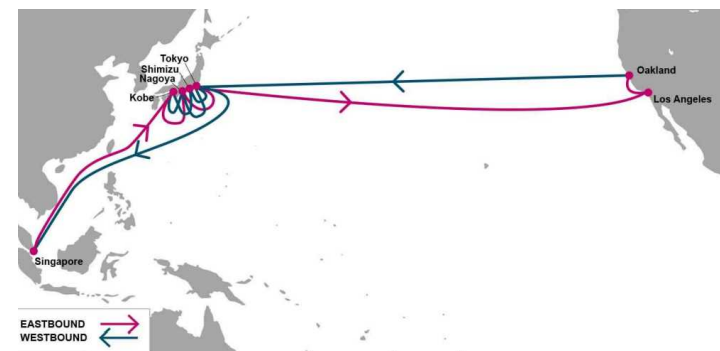 Tokyo
Shimizu
Nagoya
Kobe
Oakland
Los Angeles
Singapore
EASTBOUND
WESTBOUND